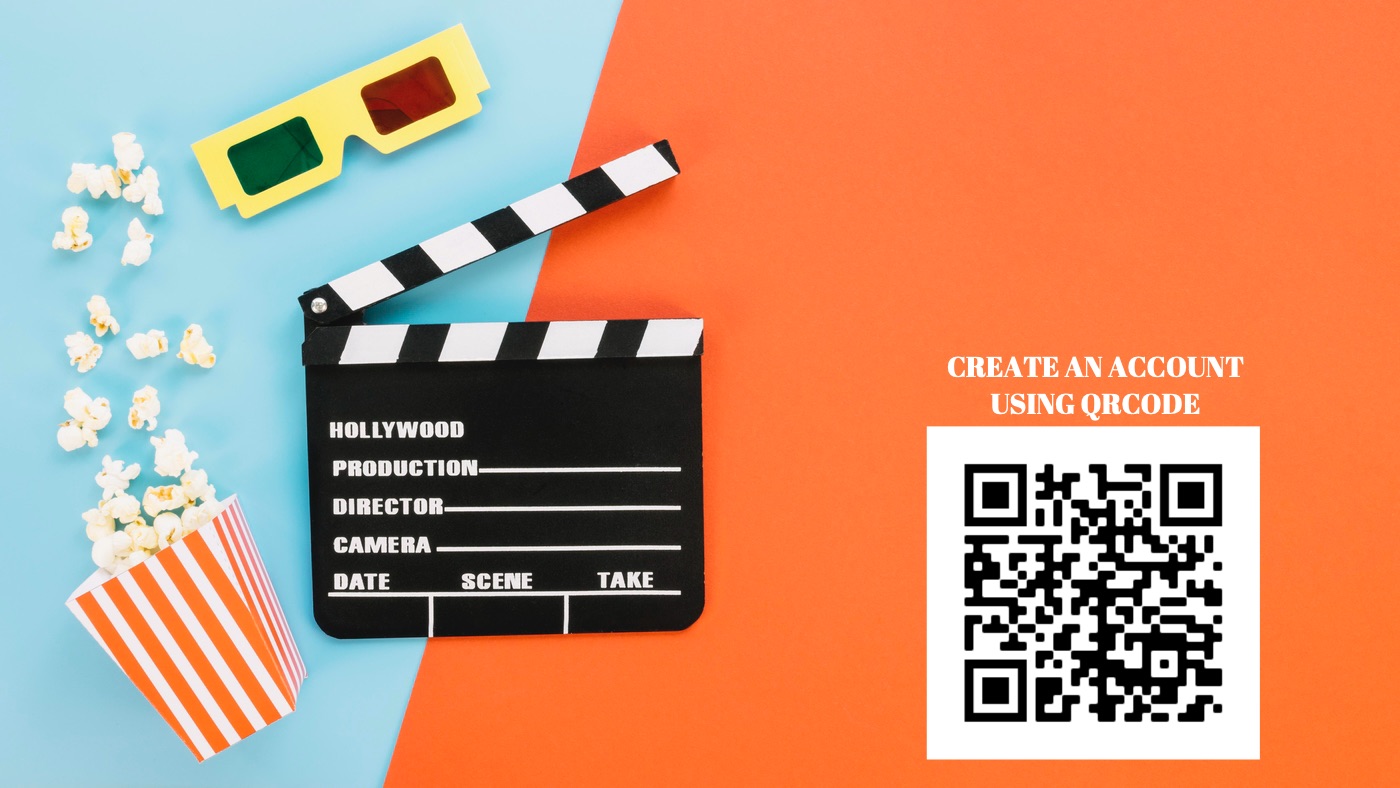 HOLLYWOOD
PRODUCTION
DIRECTOR
CAMERA
DATE SCENE TAKE
CREATE AN ACCOUNT
USING QRCODE